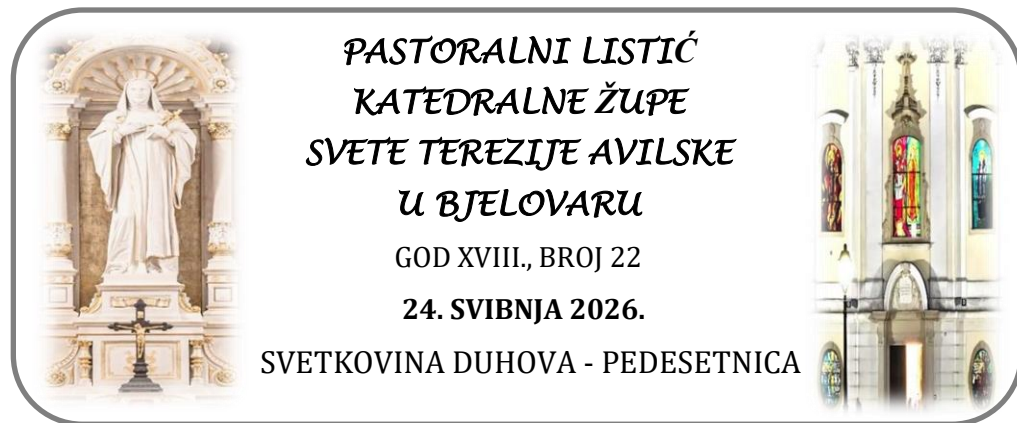 PASTORALNI LISTIĆ
KATEDRALNE ŽUPE
SVETE TEREZIJE AVILSKE
U BJELOVARU
GOD XVIII., BROJ 22
24. SVIBNJA 2026.
SVETKOVINA DUHOVA - PEDESETNICA